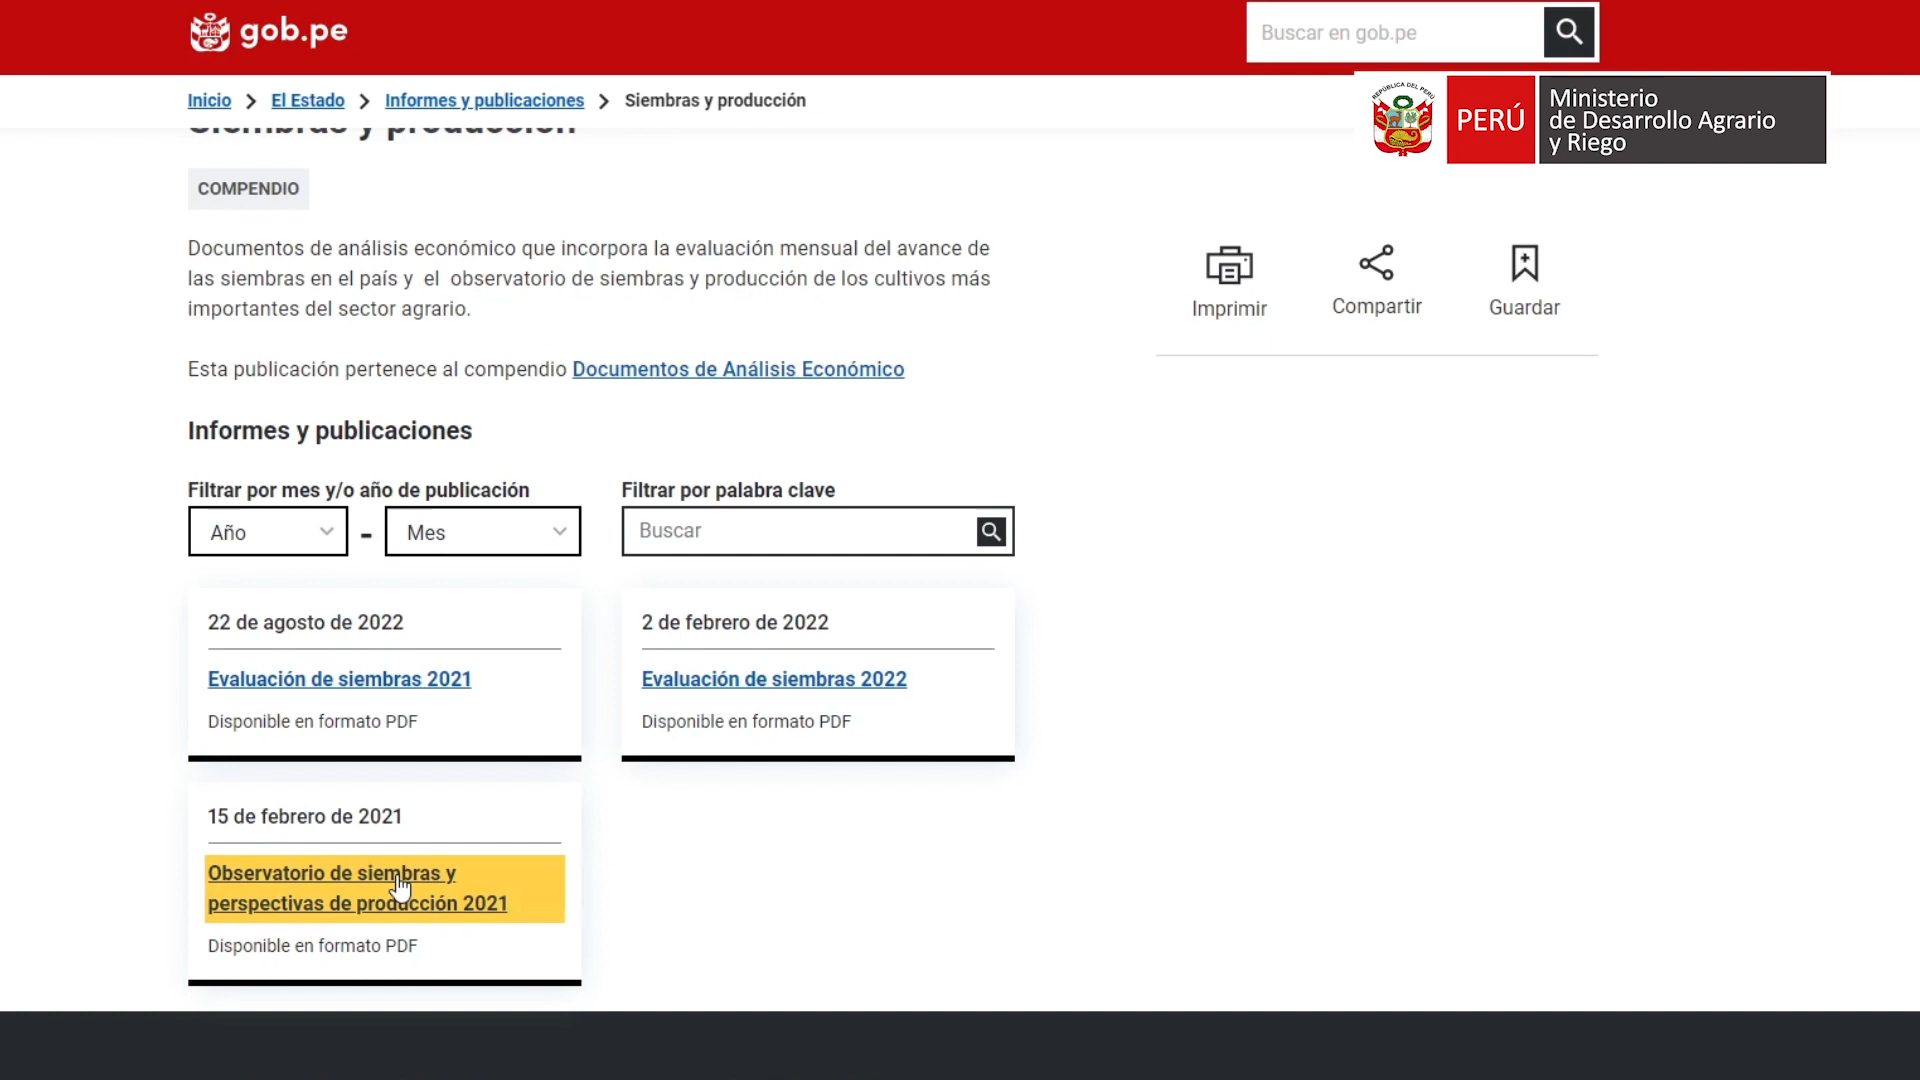 gob.pe
Buscar en gob.pe
Inicio > El Estado > Informes y publicaciones > Siembras y producción
REPÚBLICA DEL PERÚ
PERÚ
Ministerio
de Desarrollo Agrario
y Riego
Siembras y producción
COMPENDIO
Documentos de análisis económico que incorpora la evaluación mensual del avance de
las siembras en el país y el observatorio de siembras y producción de los cultivos más
importantes del sector agrario.
Imprimir
Compartir
Guardar
Esta publicación pertenece al compendio Documentos de Análisis Económico
Informes y publicaciones
Filtrar por mes y/o año de publicación
Año - Mes
Filtrar por palabra clave
Buscar
22 de agosto de 2022
Evaluación de siembras 2021
Disponible en formato PDF
2 de febrero de 2022
Evaluación de siembras 2022
Disponible en formato PDF
15 de febrero de 2021
Observatorio de siembras y
perspectivas de producción 2021
Disponible en formato PDF